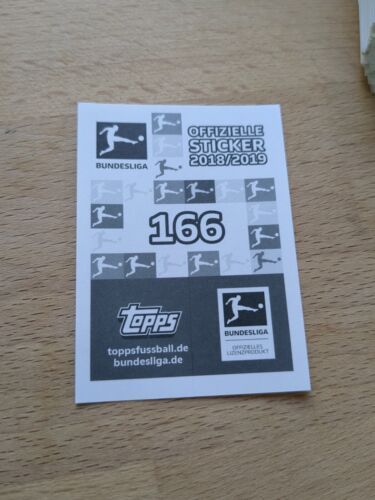 BUNDESLIGA
OFFIZIELLE
STICKER
2018/2019
166
topps
toppsfussball.de
bundesliga.de
BUNDESLIGA
OFFIZIELLES
LIZENZPRODUKT